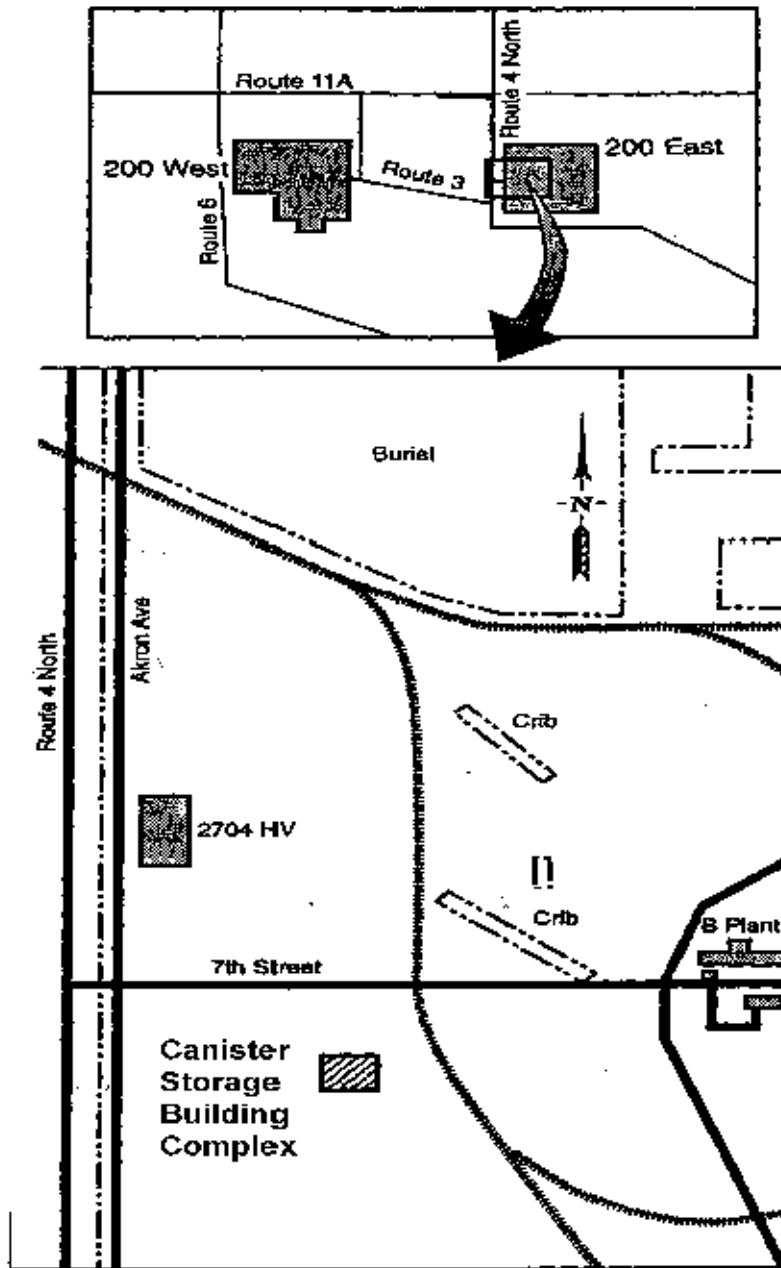 Route 11A
Route 4 North
200 West
200 East
Route 3
Route 6
Burial
N
Route 4 North
Akron Ave
Crib
2704 HV
Crib
B Plant
7th Street
Canister
Storage
Building
Complex